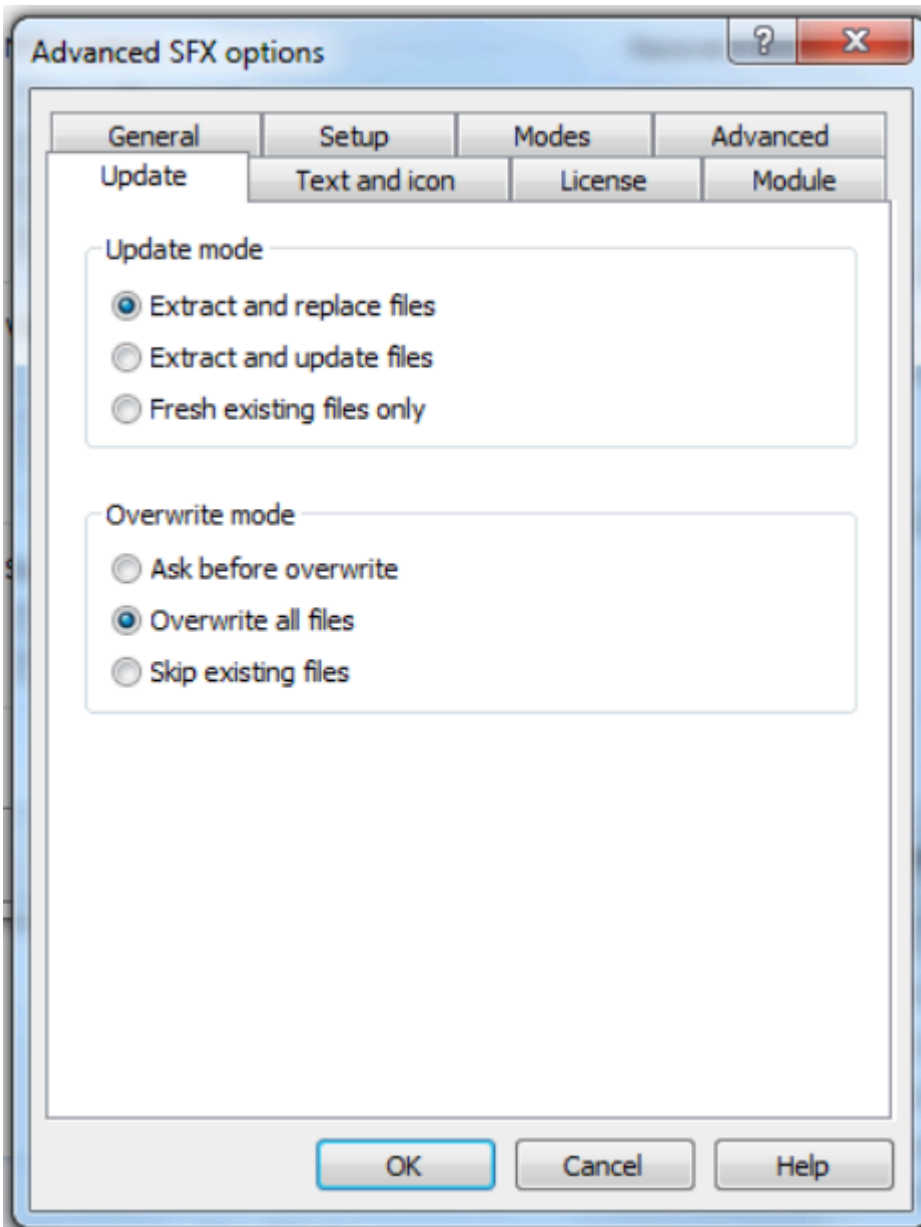 Advanced SFX options
?
General Setup Modes Advanced
Update Text and icon License Module
Update mode
Extract and replace files
Extract and update files
Fresh existing files only
Overwrite mode
Ask before overwrite
Overwrite all files
Skip existing files
OK Cancel Help